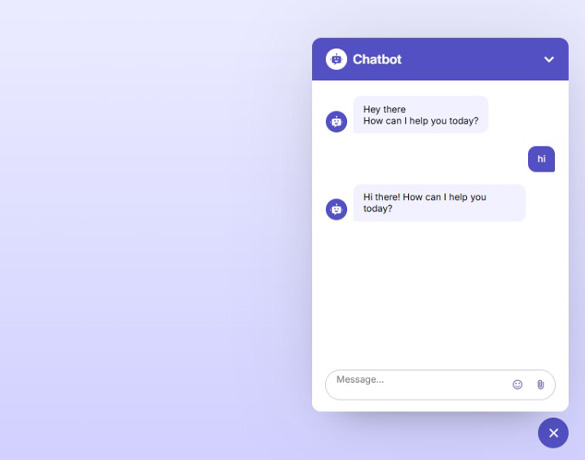 Chatbot
Hey there
How can I help you today?
hi
Hi there! How can I help you
today?
Message...